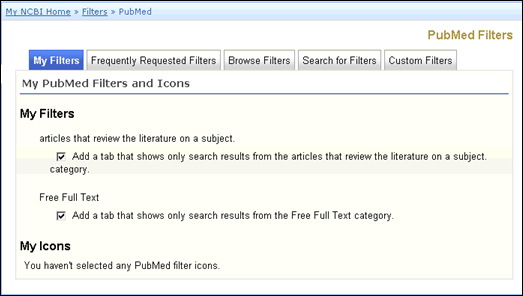 My NCBI Home » Filters » PubMed
PubMed Filters
My Filters Frequently Requested Filters Browse Filters Search for Filters Custom Filters
My PubMed Filters and Icons
My Filters
articles that review the literature on a subject.
Add a tab that shows only search results from the articles that review the literature on a subject.
category.
Free Full Text
Add a tab that shows only search results from the Free Full Text category.
My Icons
You haven't selected any PubMed filter icons.